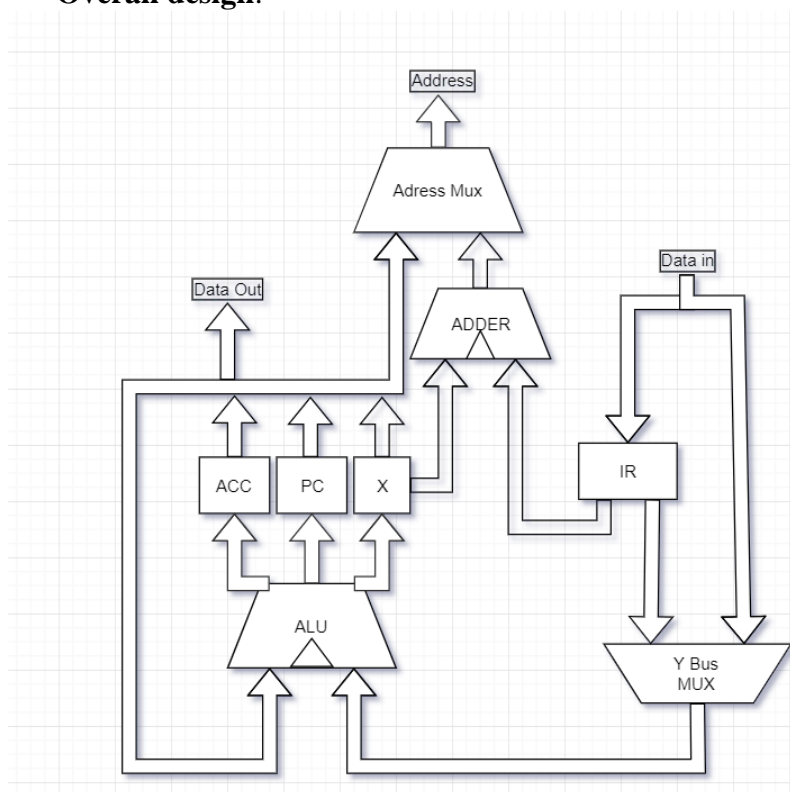 Overall design:
Address
Adress Mux
Data in
Data Out
ADDER
IR
ACC
PC
X
ALU
Y Bus
MUX